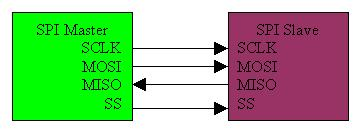 SPI Master
SCLK
MOSI
MISO
SS
SPI Slave
SCLK
MOSI
MISO
SS